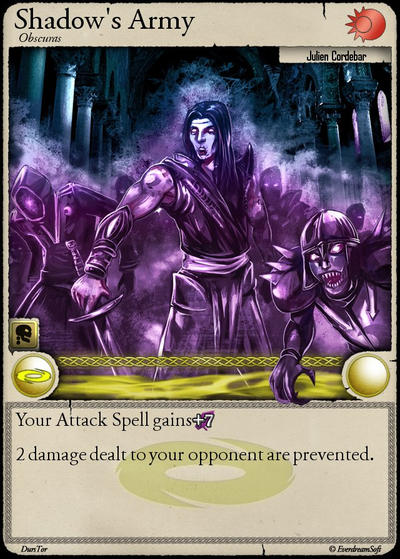 Shadow's Army
Obscuras
Julien Cordebar
Your Attack Spell gains +7
2 damage dealt to your opponent are prevented.
DursTor
© EverdreamSoft